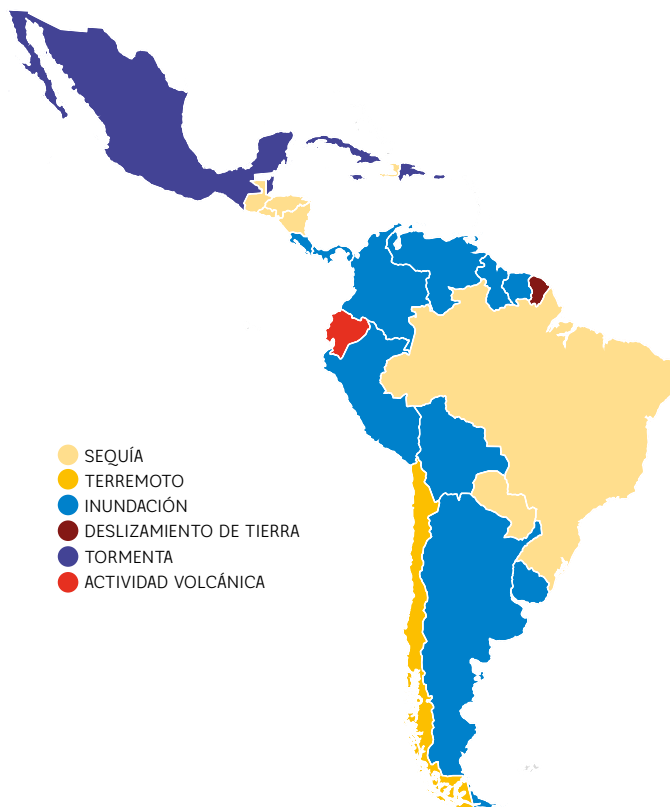 SEQUÍA
TERREMOTO
INUNDACIÓN
DESLIZAMIENTO DE TIERRA
TORMENTA
ACTIVIDAD VOLCÁNICA